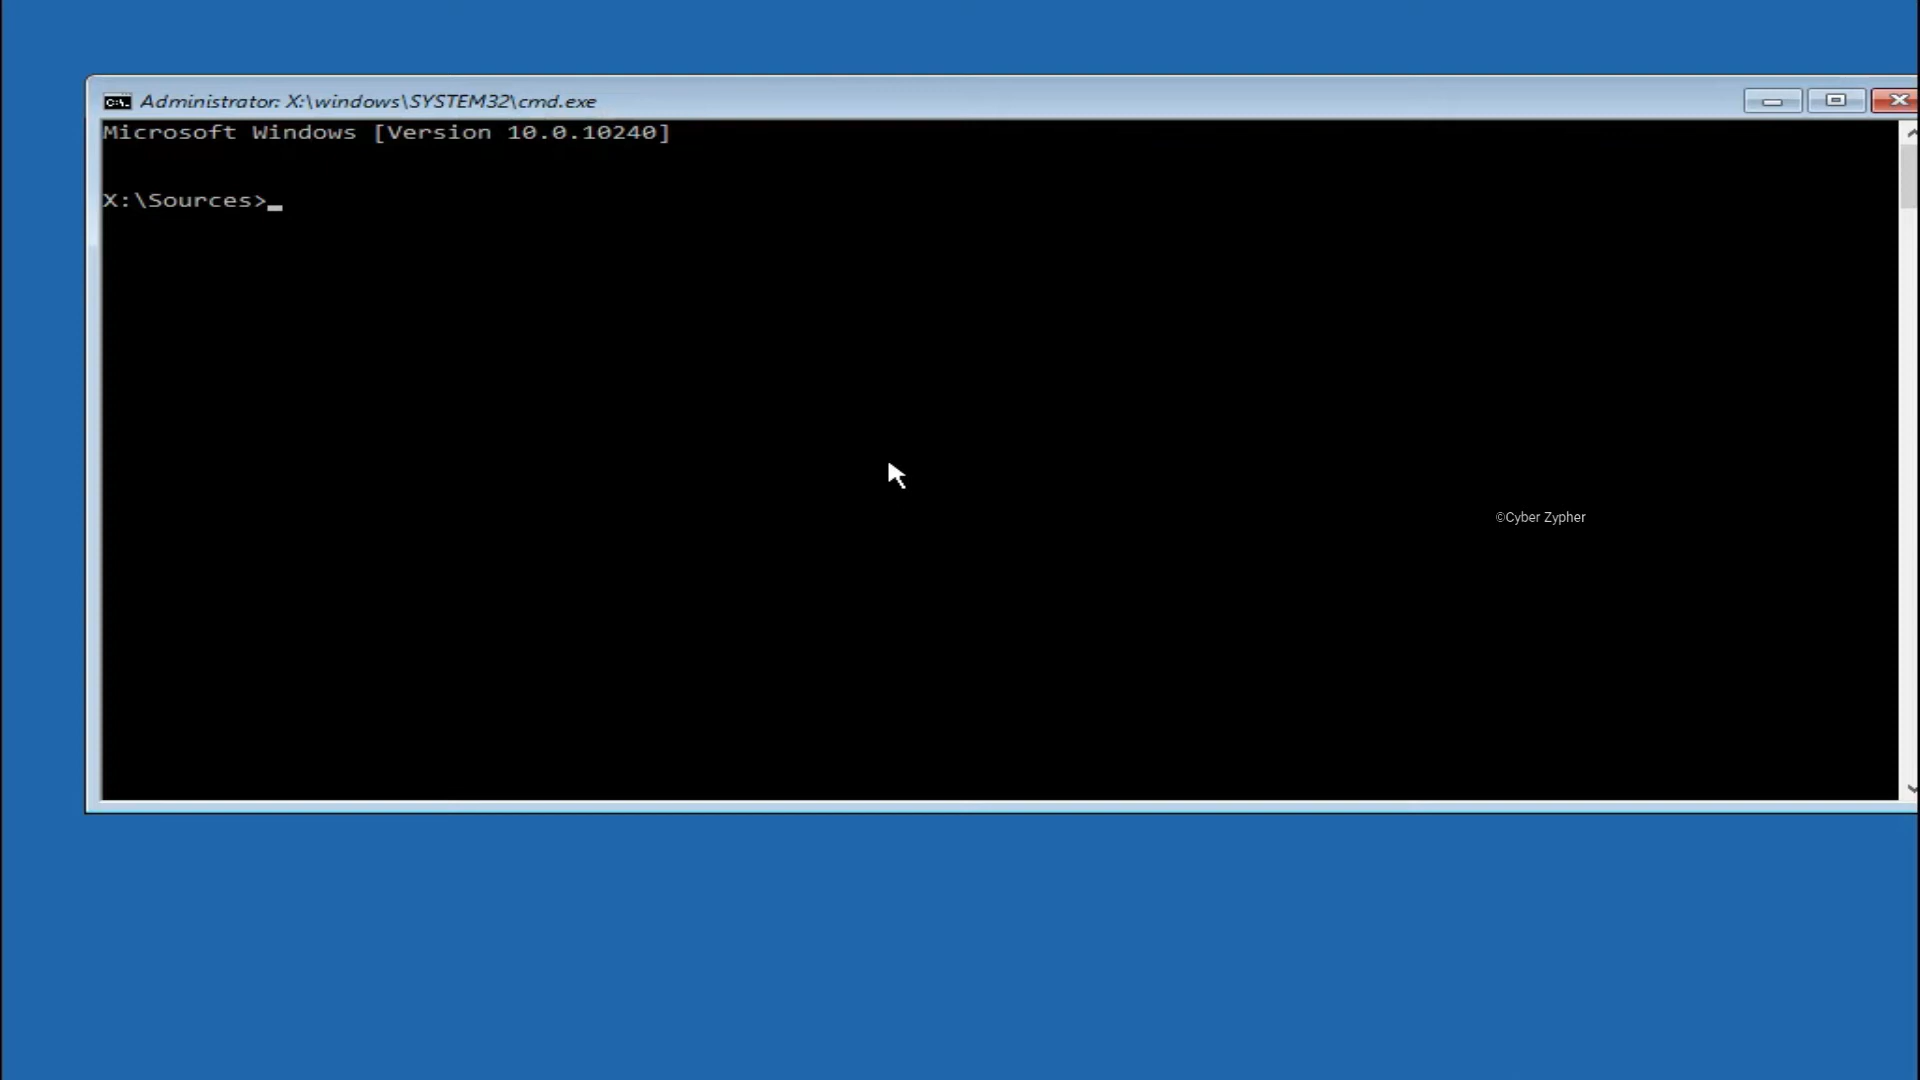 Administrator: X:\windows\SYSTEM32\cmd.exe
Microsoft Windows [Version 10.0.10240]
X:\Sources>_
©Cyber Zypher